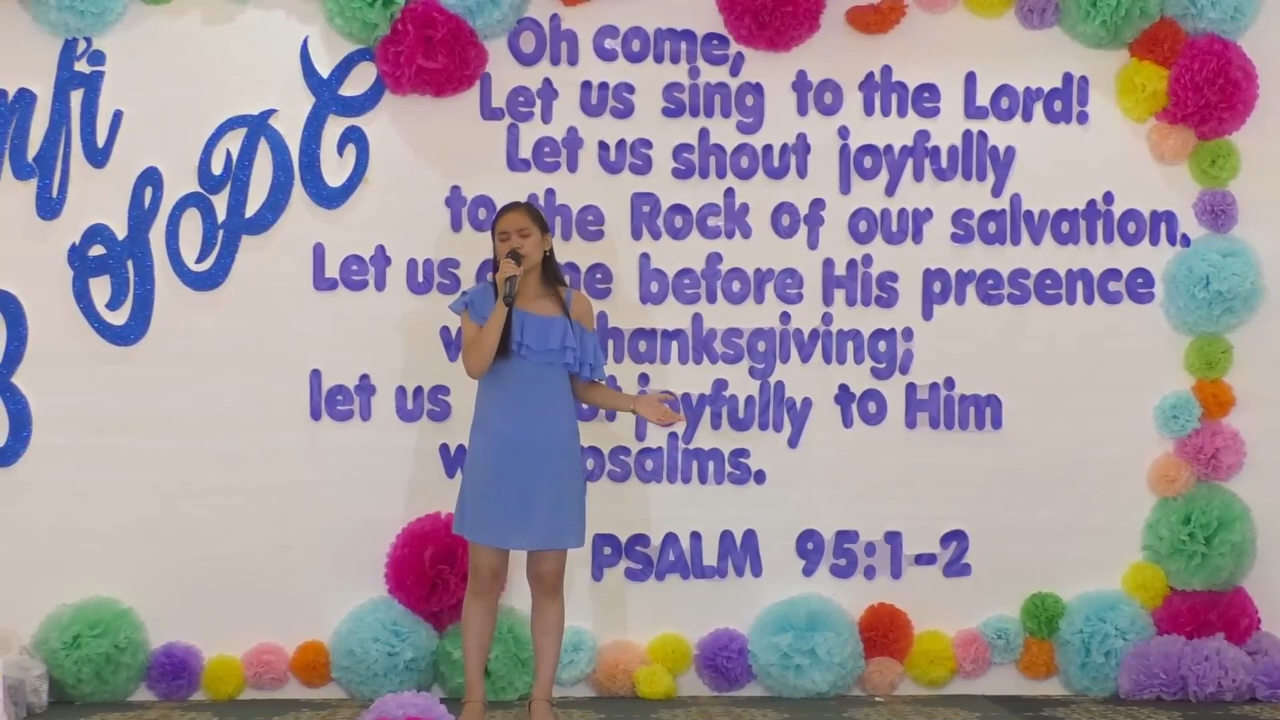 Oh come,
Let us sing to the Lord!
Let us shout joyfully
to the Rock of our salvation.
Let us before His presence
thanksgiving;
let us joyfully to Him
psalms.
PSALM 95:1-2
SDC